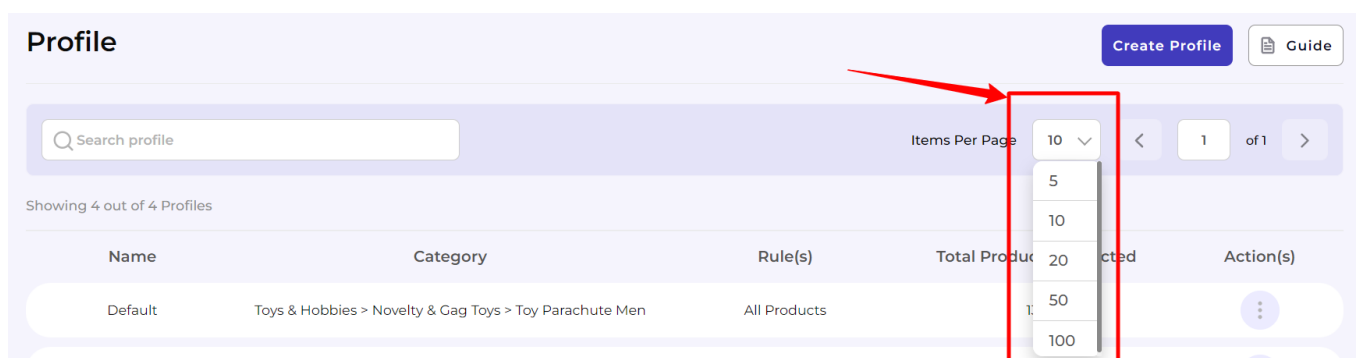 Profile
Create Profile
Guide
Search profile
Items Per Page
10
1
of 1
5
10
20
50
100
Showing 4 out of 4 Profiles
Name Category Rule(s) Total Action(s)
Default Toys & Hobbies > Novelty & Gag Toys > Toy Parachute Men All Products